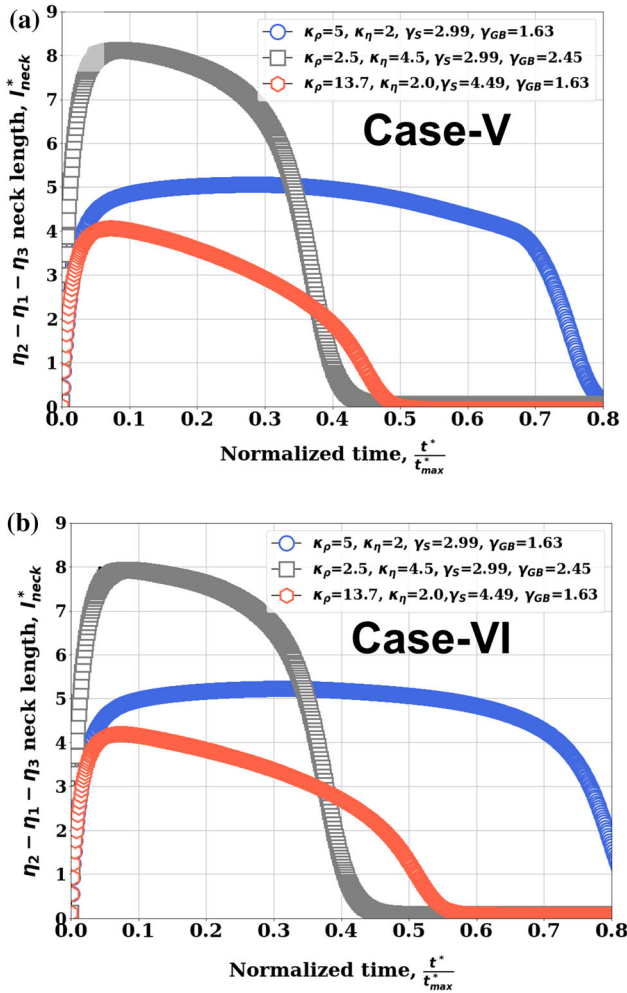 (a)
9
8
7
6
5
4
3
2
1
0
η₂ − η₁ − η₃ neck length, l*neck
κρ=5, κη=2, γS=2.99, γGB=1.63
κρ=2.5, κη=4.5, γS=2.99, γGB=2.45
κρ=13.7, κη=2.0,γS=4.49, γGB=1.63
Case-V
0.0 0.1 0.2 0.3 0.4 0.5 0.6 0.7 0.8
Normalized time, t*/t*max
(b)
9
8
7
6
5
4
3
2
1
0
η₂ − η₁ − η₃ neck length, l*neck
κρ=5, κη=2, γS=2.99, γGB=1.63
κρ=2.5, κη=4.5, γS=2.99, γGB=2.45
κρ=13.7, κη=2.0,γS=4.49, γGB=1.63
Case-VI
0.0 0.1 0.2 0.3 0.4 0.5 0.6 0.7 0.8
Normalized time, t*/t*max